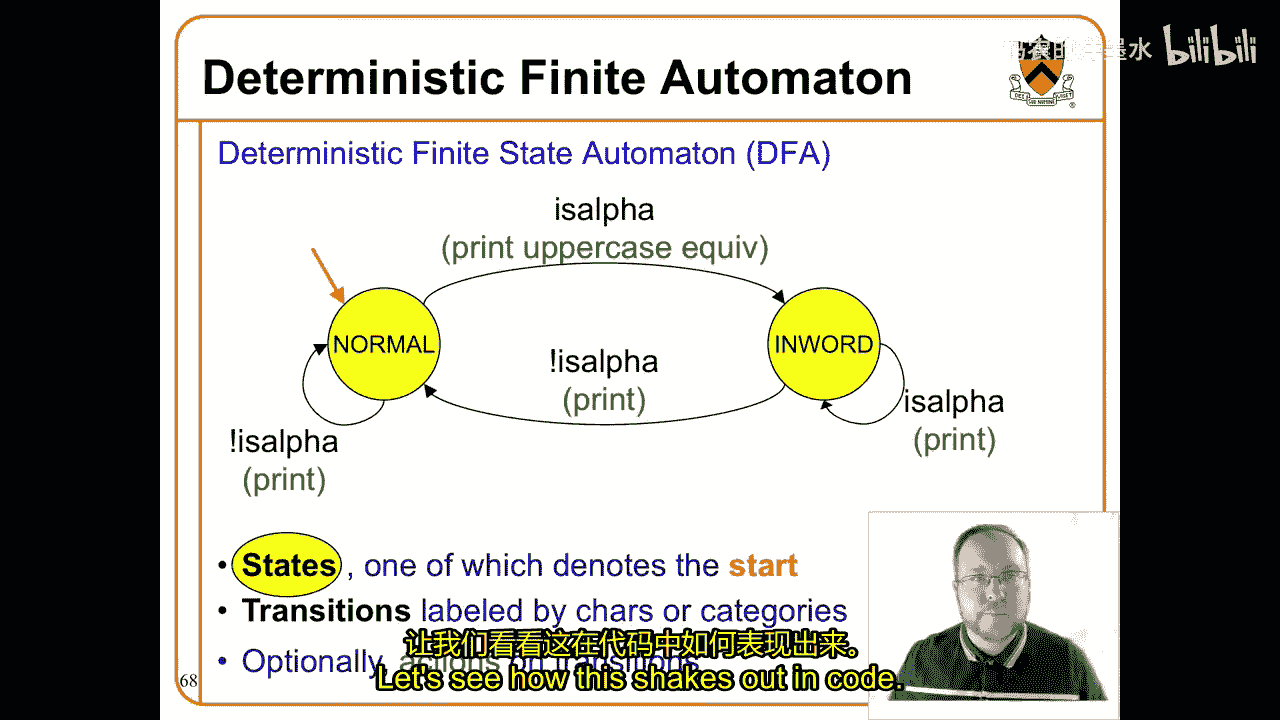 Deterministic Finite Automaton
bilibili
Deterministic Finite State Automaton (DFA)
isalpha
(print uppercase equiv)
NORMAL
INWORD
!isalpha
(print)
isalpha
(print)
!isalpha
(print)
• States , one of which denotes the start
• Transitions labeled by chars or categories
• Optionally, actions on transitions
让我们看看这在代码中如何表现出来。
Let's see how this shakes out in code.
68